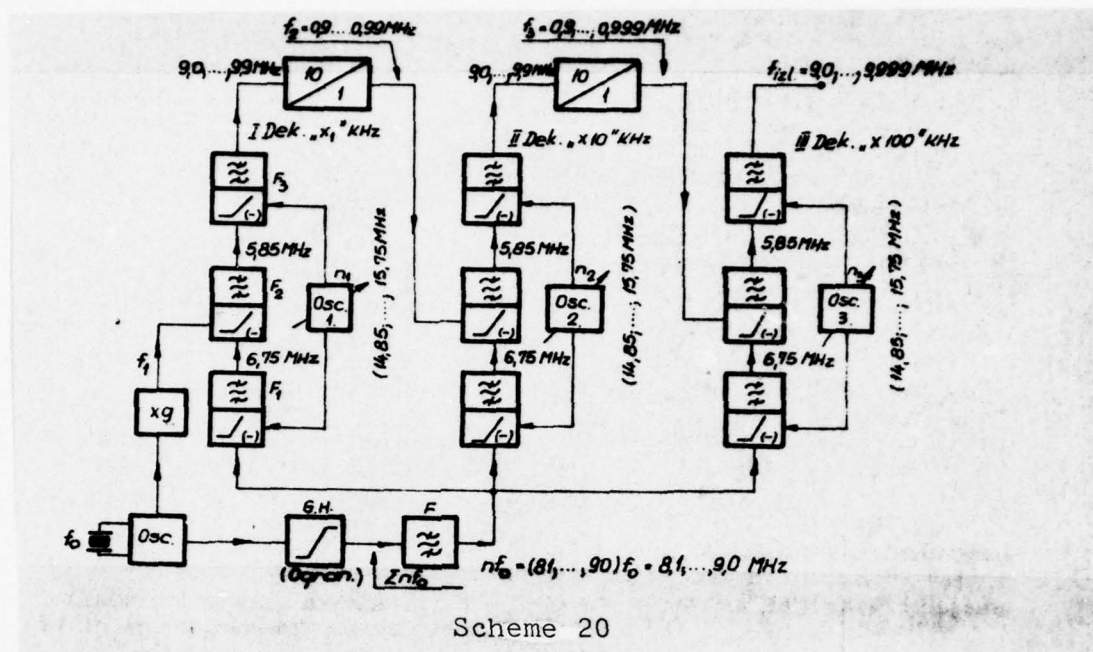 f₂ = 0,9... 0,99 MHz
f₃ = 0,9..., 0,999 MHz
9,0,...,9,9 MHz
10
1
9,0,..., 9,9 MHz
10
1
f izl = 9,0,..., 9,999 MHz
I Dek. „x₁" KHz
II Dek. „x 10" KHz
III Dek. „x 100" KHz
F₃
(-)
(-)
(-)
5,85 MHz
5,85 MHz
5,85 MHz
n₁
n₂
n₃
F₂
(-)
(-)
(-)
Osc. 1.
Osc. 2.
Osc. 3.
(14,85;....; 15,75 MHz)
(14,85;....; 15,75 MHz)
(14,85;....; 15,75 MHz)
f₁
6,75 MHz
6,75 MHz
6,75 MHz
F₁
(-)
(-)
(-)
x 9
f₀
Osc.
G.H.
F
(Ogran.)
Σnf₀
nf₀ = (81,...,90) f₀ = 8,1,...,9,0 MHz
Scheme 20